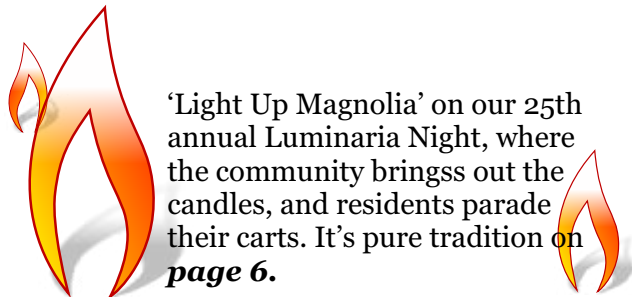 ‘Light Up Magnolia’ on our 25th
annual Luminaria Night, where
the community bringss out the
candles, and residents parade
their carts. It’s pure tradition on
page 6.